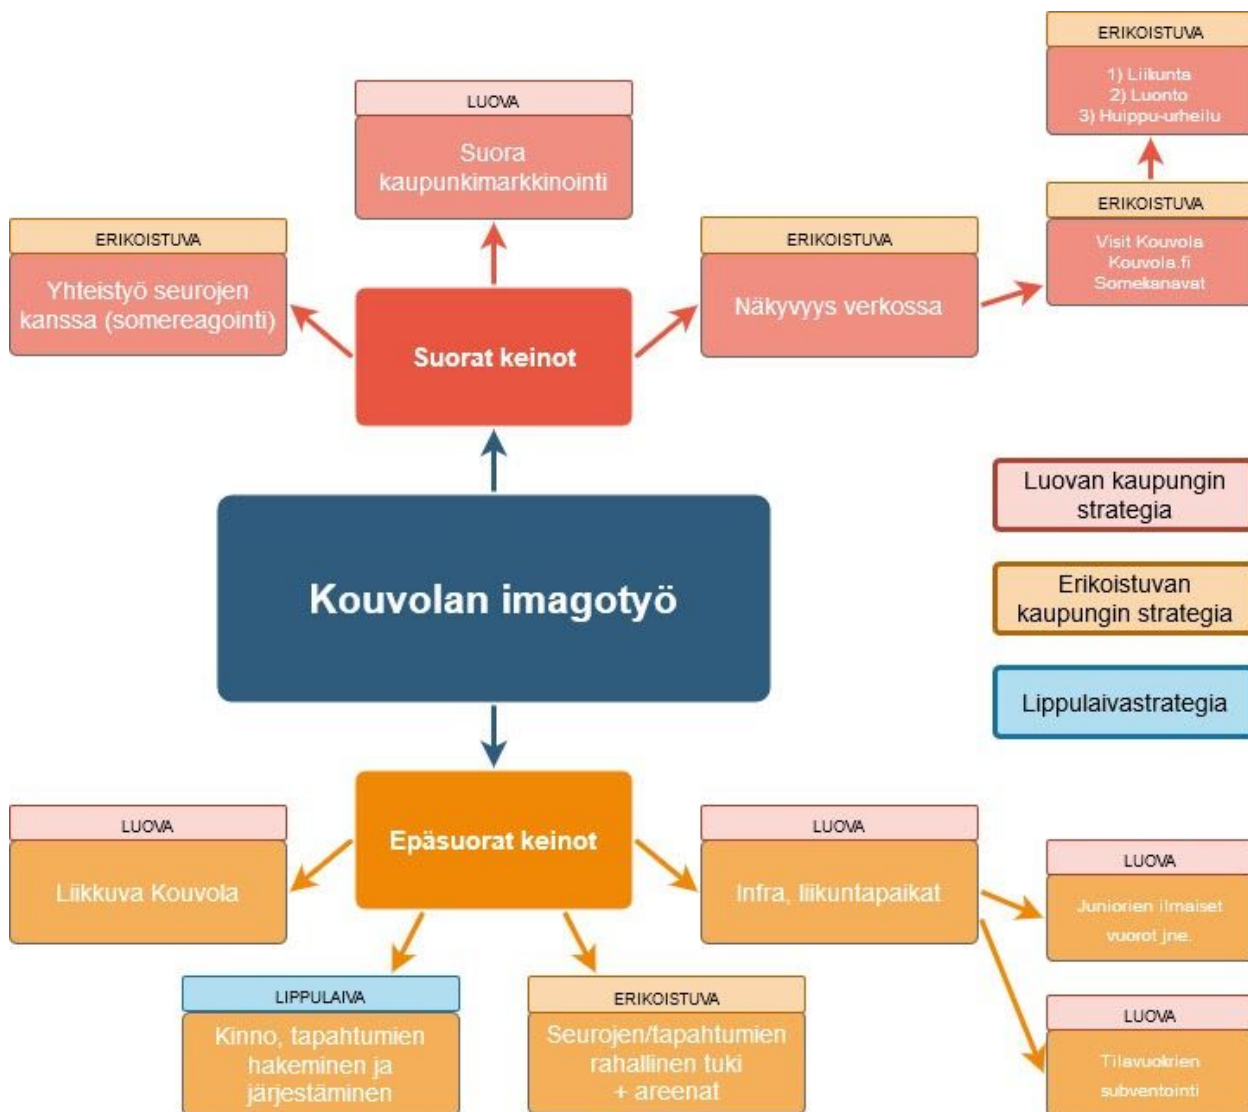 ERIKOISTUVA
1) Liikunta
2) Luonto
3) Huippu-urheilu
LUOVA
Suora
kaupunkimarkkinointi
ERIKOISTUVA
Yhteistyö seurojen
kanssa (somereagointi)
ERIKOISTUVA
Näkyvyys verkossa
ERIKOISTUVA
Visit Kouvola
Kouvola.fi
Somekanavat
Suorat keinot
Kouvolan imagotyö
Luovan kaupungin
strategia
Erikoistuvan
kaupungin strategia
Lippulaivastrategia
Epäsuorat keinot
LUOVA
Liikkuva Kouvola
LUOVA
Infra, liikuntapaikat
LUOVA
Juniorien ilmaiset
vuorot jne.
LIPPULAIVA
Kinno, tapahtumien
hakeminen ja
järjestäminen
ERIKOISTUVA
Seurojen/tapahtumien
rahallinen tuki
+ areenat
LUOVA
Tilavuokrien
subventointi